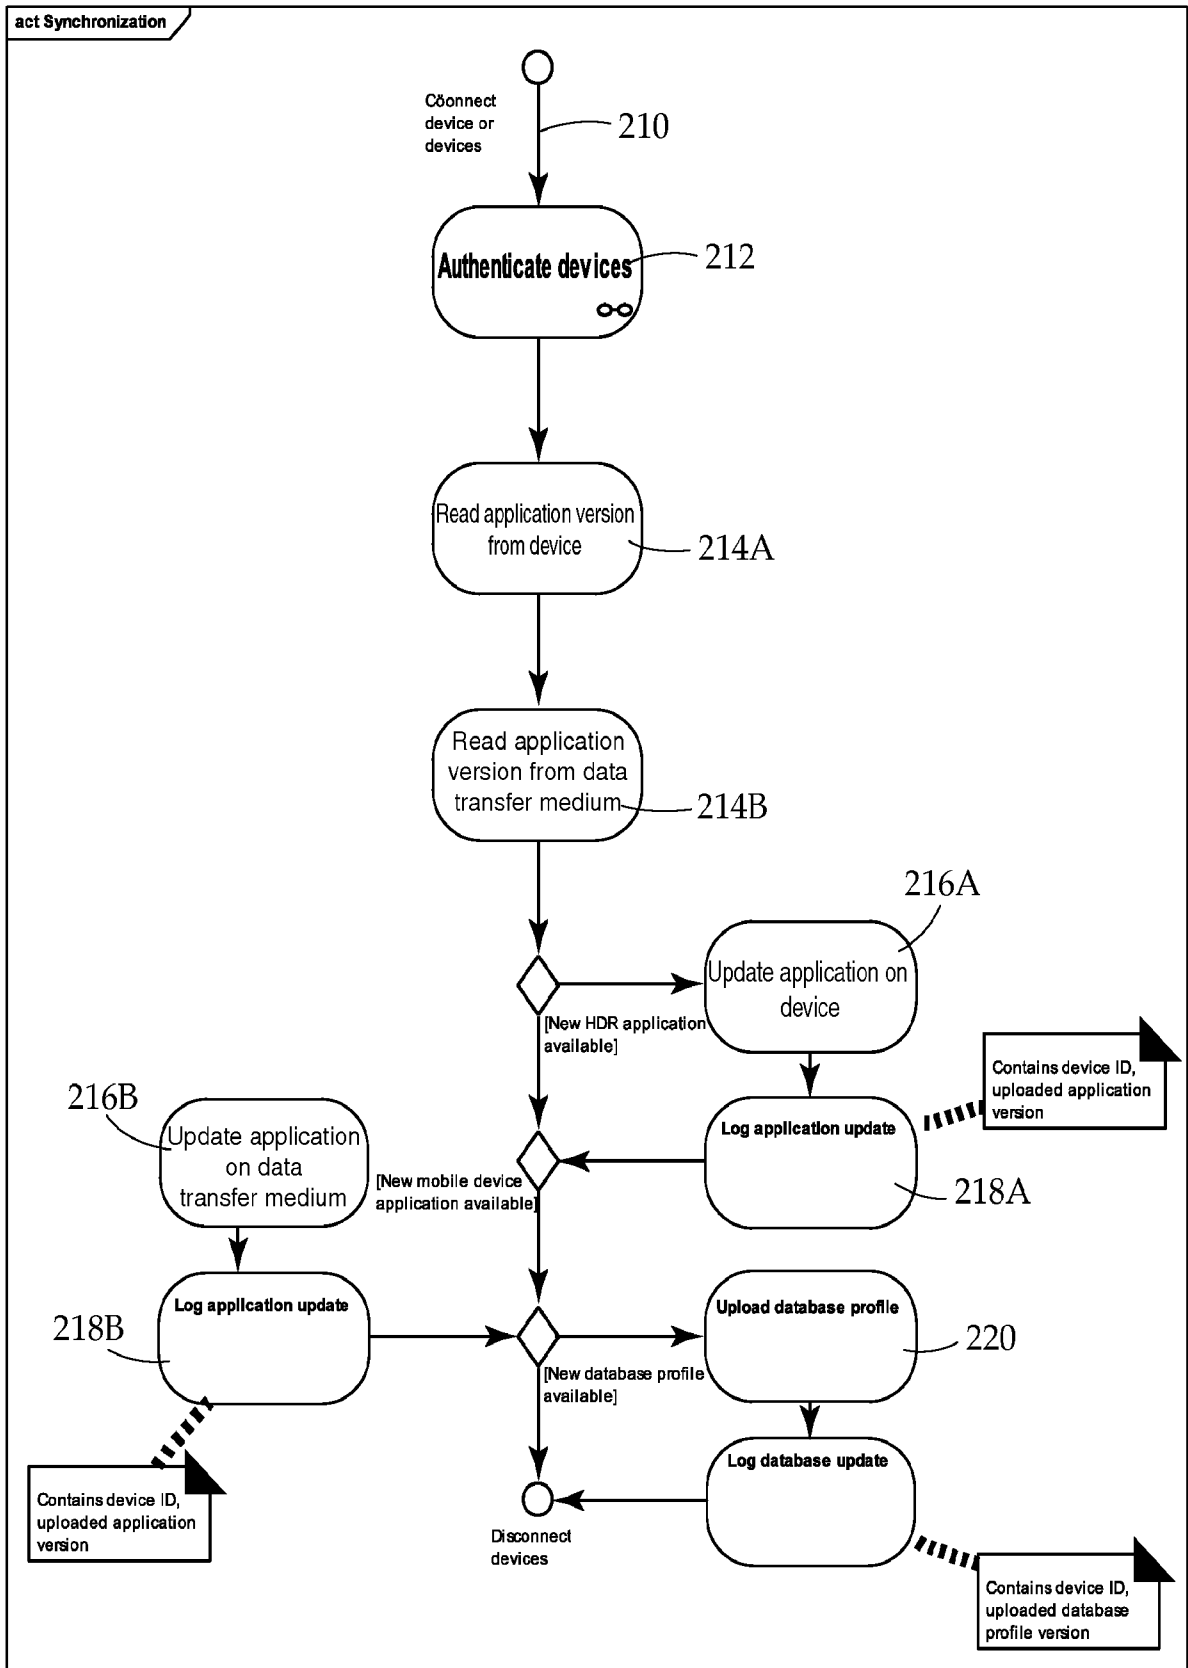 act Synchronization
Cöonnect
device or
devices
210
Authenticate devices
212
Read application version
from device
214A
Read application
version from data
transfer medium
214B
216A
Update application on
device
[New HDR application
available]
Contains device ID,
uploaded application
version
216B
Update application
on data
transfer medium
Log application update
[New mobile device
application available]
218A
Log application update
218B
Upload database profile
220
[New database profile
available]
Log database update
Contains device ID,
uploaded application
version
Disconnect
devices
Contains device ID,
uploaded database
profile version